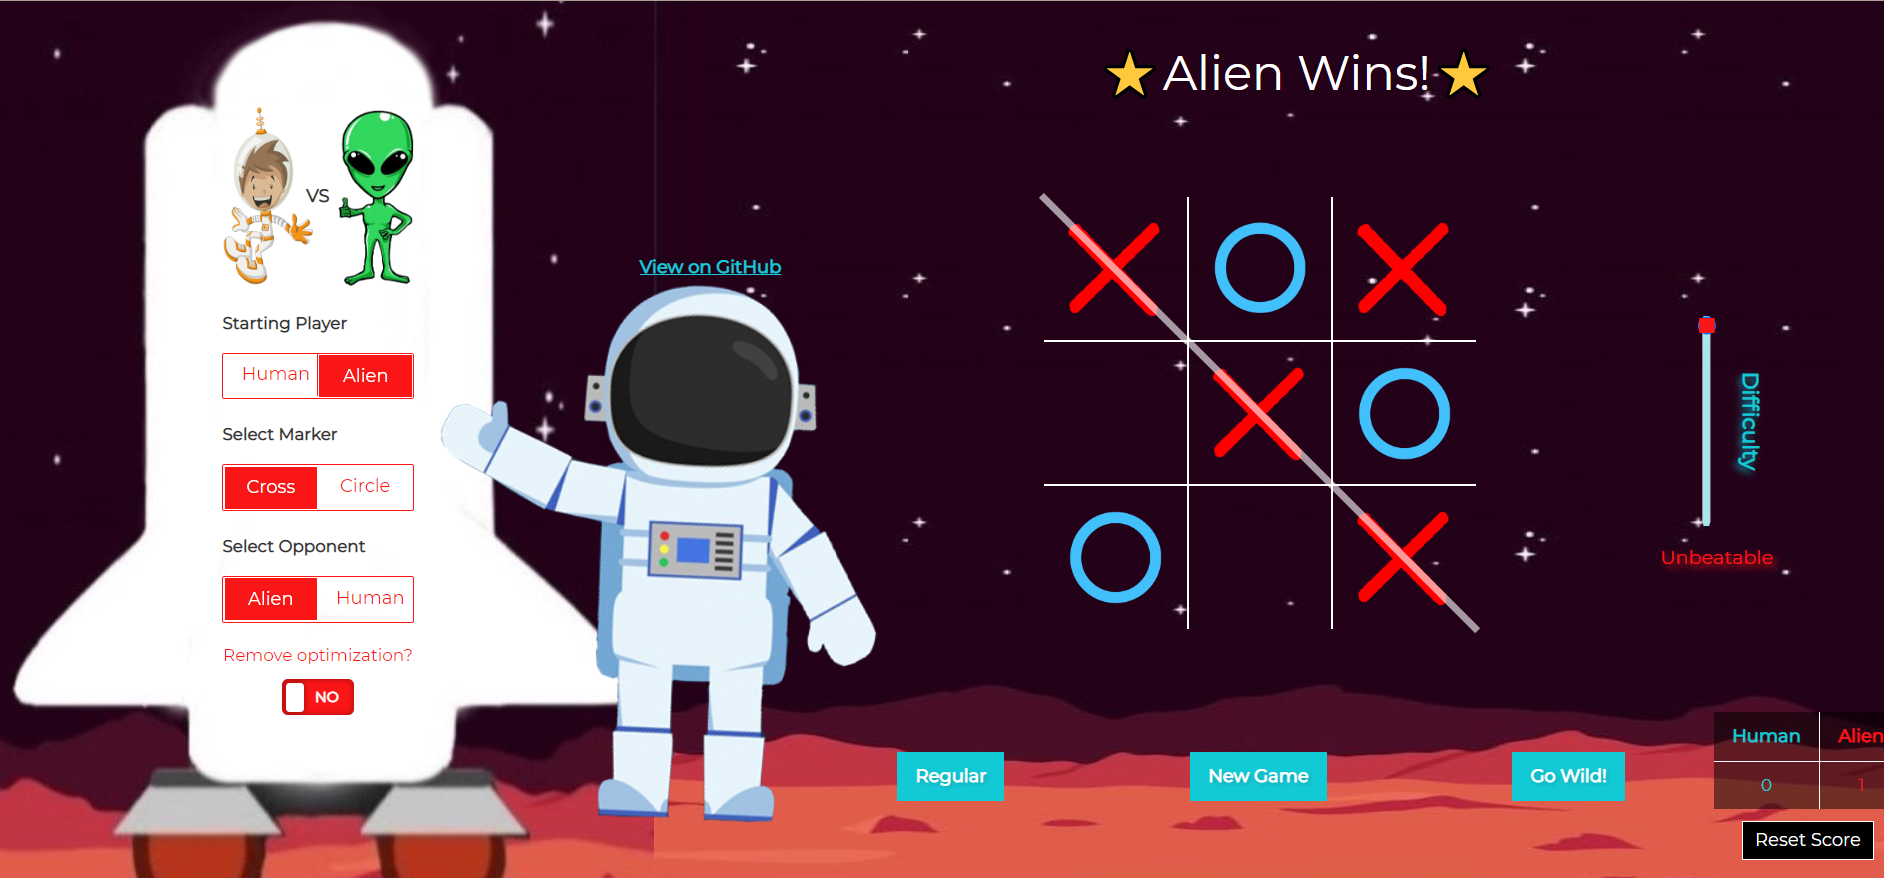 Alien Wins!
VS
View on GitHub
Starting Player
Human Alien
Select Marker
Cross Circle
Select Opponent
Alien Human
Remove optimization?
NO
Difficulty
Unbeatable
Regular
New Game
Go Wild!
Human Alien
0 1
Reset Score